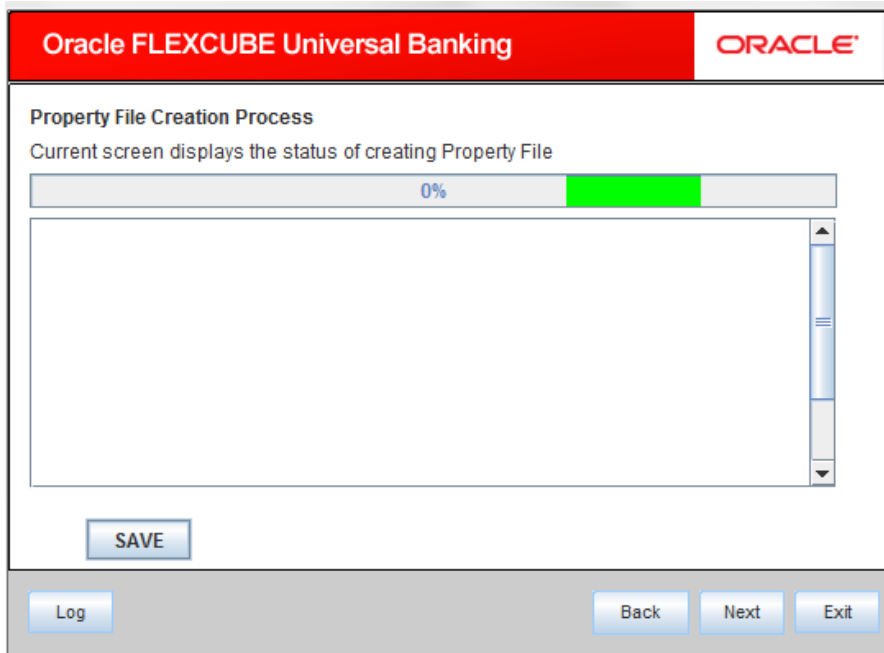 Oracle FLEXCUBE Universal Banking
ORACLE
Property File Creation Process
Current screen displays the status of creating Property File
0%
SAVE
Log
Back
Next
Exit